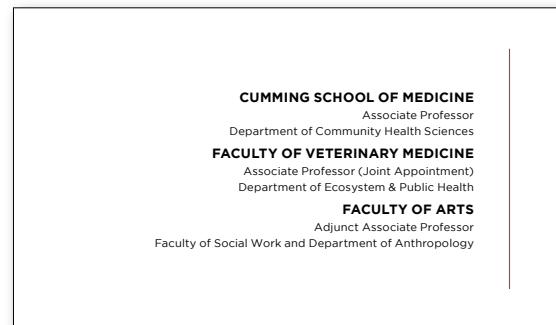 CUMMING SCHOOL OF MEDICINE
Associate Professor
Department of Community Health Sciences
FACULTY OF VETERINARY MEDICINE
Associate Professor (Joint Appointment)
Department of Ecosystem & Public Health
FACULTY OF ARTS
Adjunct Associate Professor
Faculty of Social Work and Department of Anthropology